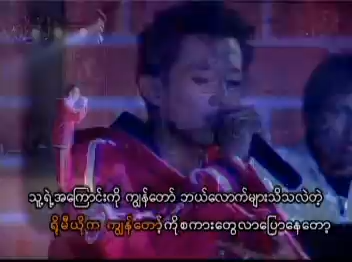 သူ့ရဲ့အကြောင်းကို ကျွန်တော် ဘယ်လောက်များသိသလဲတဲ့
ရိုမီယိုက ကျွန်တော့်ကိုစကားတွေလာပြောနေတော့